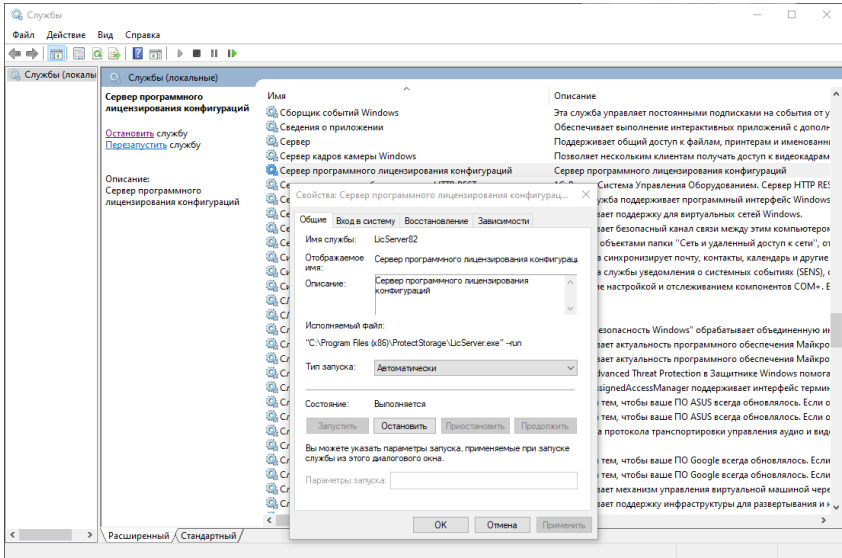 Службы
Файл Действие Вид Справка
Службы (локалы
Службы (локальные)
Сервер программного
лицензирования конфигураций
Остановить службу
Перезапустить службу
Описание:
Сервер программного
лицензирования конфигураций
Имя Описание
Сборщик событий Windows Эта служба управляет постоянными подписками на события от у
Сведения о приложении Обеспечивает выполнение интерактивных приложений с дополн
Сервер Поддерживает общий доступ к файлам, принтерам и именованн
Сервер кадров камеры Windows Позволяет нескольким клиентам получать доступ к видеокадрам
Сервер программного лицензирования конфигураций Сервер программного лицензирования конфигураций
Система Управления Оборудованием. Сервер HTTP RES
жба поддерживает программный интерфейс Windows
вает поддержку для виртуальных сетей Windows.
вает безопасный канал связи между этим компьютером
объектами папки "Сеть и удаленный доступ к сети", от
синхронизирует почту, контакты, календарь и другие
службы уведомления о системных событиях (SENS), с
е настройкой и отслеживанием компонентов COM+. Е
езопасность Windows" обрабатывает объединенную ин
вает актуальность программного обеспечения Майкро
вает актуальность программного обеспечения Майкро
dvanced Threat Protection в Защитнике Windows помога
ssignedAccessManager поддерживает интерфейс термин
тем, чтобы ваше ПО ASUS всегда обновлялось. Если о
тем, чтобы ваше ПО ASUS всегда обновлялось. Если о
а протокола транспортировки управления аудио и вид
тем, чтобы ваше ПО Google всегда обновлялось. Если
тем, чтобы ваше ПО Google всегда обновлялось. Если
вает механизм управления виртуальной машиной чере
вает поддержку инфраструктуры для развертывания и н
Свойства: Сервер программного лицензирования конфигурац...
Общие Вход в систему Восстановление Зависимости
Имя службы: LicServer82
Отображаемое имя: Сервер программного лицензирования конфигураци
Описание: Сервер программного лицензирования
конфигураций
Исполняемый файл:
"C:\Program Files (x86)\ProtectStorage\LicServer.exe" --run
Тип запуска: Автоматически
Состояние: Выполняется
Запустить Остановить Приостановить Продолжить
Вы можете указать параметры запуска, применяемые при запуске
службы из этого диалогового окна.
Параметры запуска:
OK Отмена Применить
Расширенный Стандартный